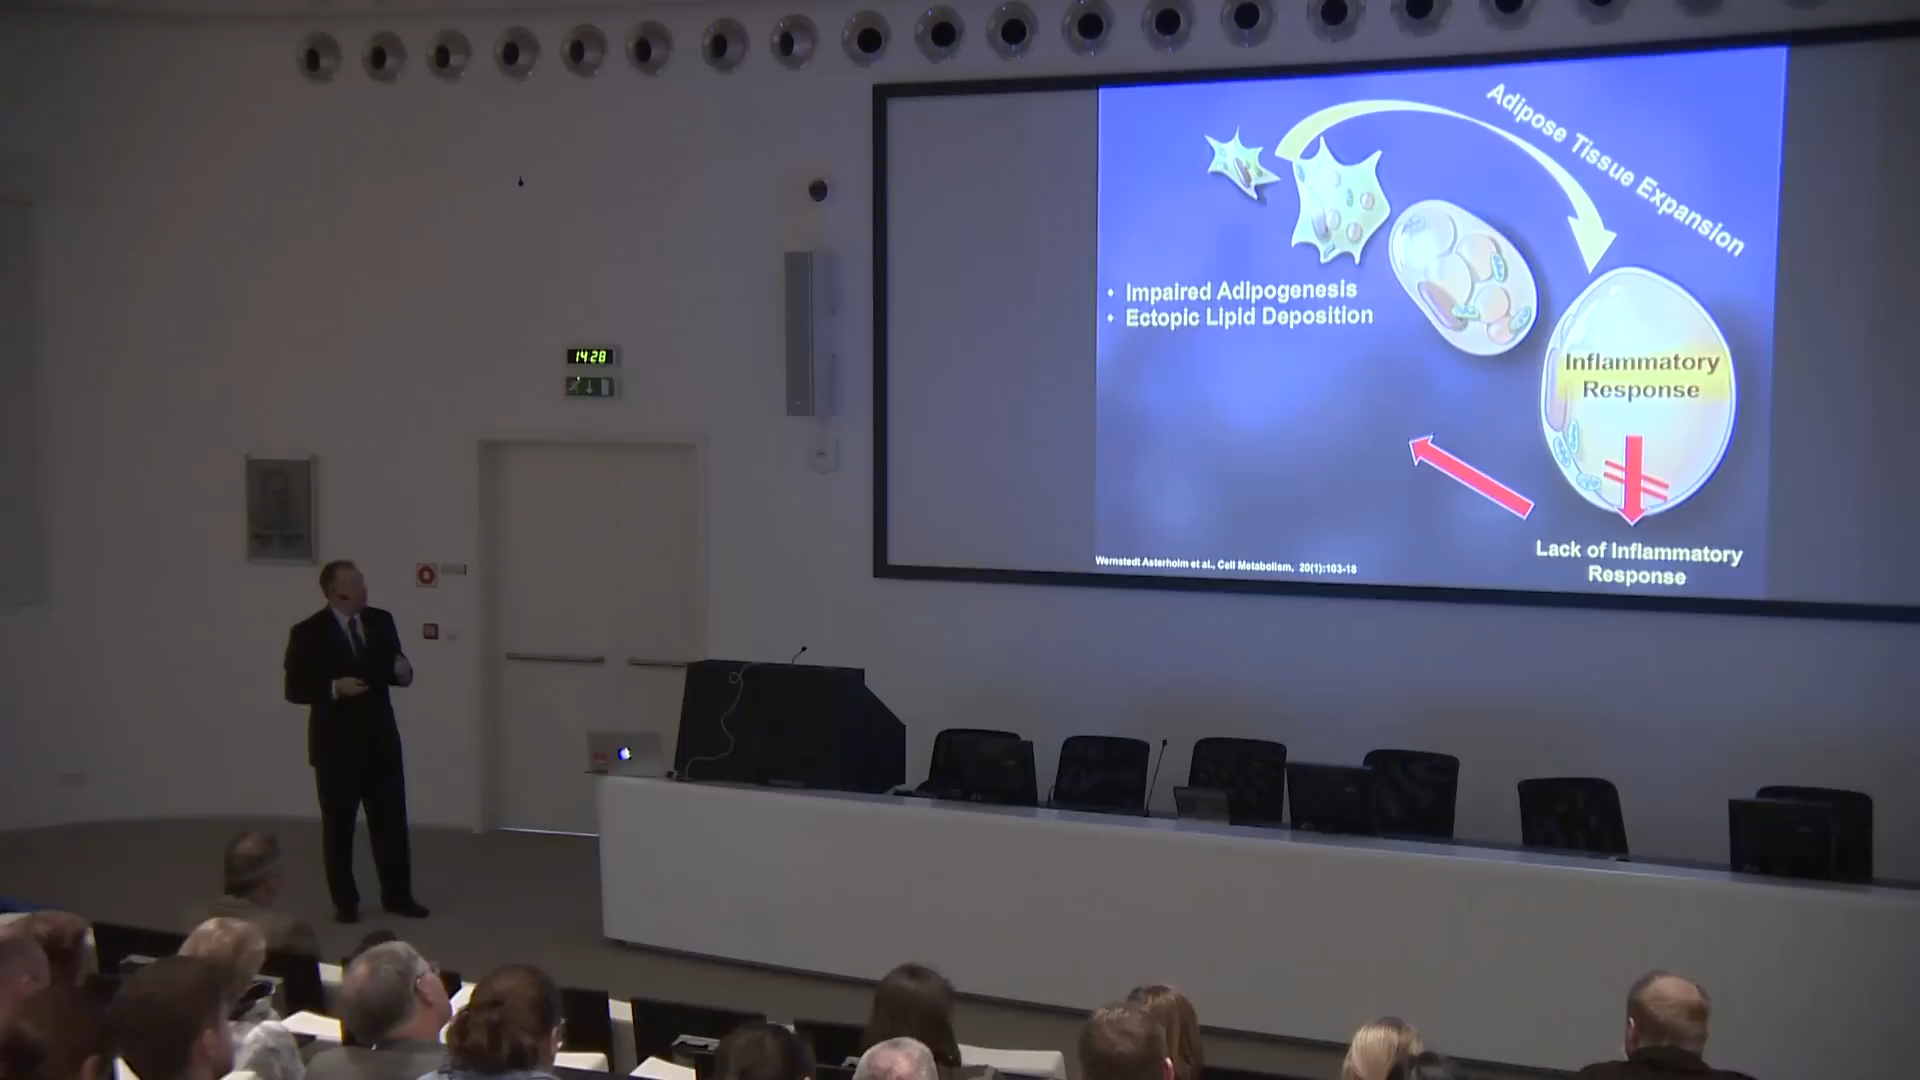 Adipose Tissue Expansion
• Impaired Adipogenesis
• Ectopic Lipid Deposition
Inflammatory
Response
Lack of Inflammatory
Response
Wernstedt Asterholm et al., Cell Metabolism, 20(1):103-18
14 28